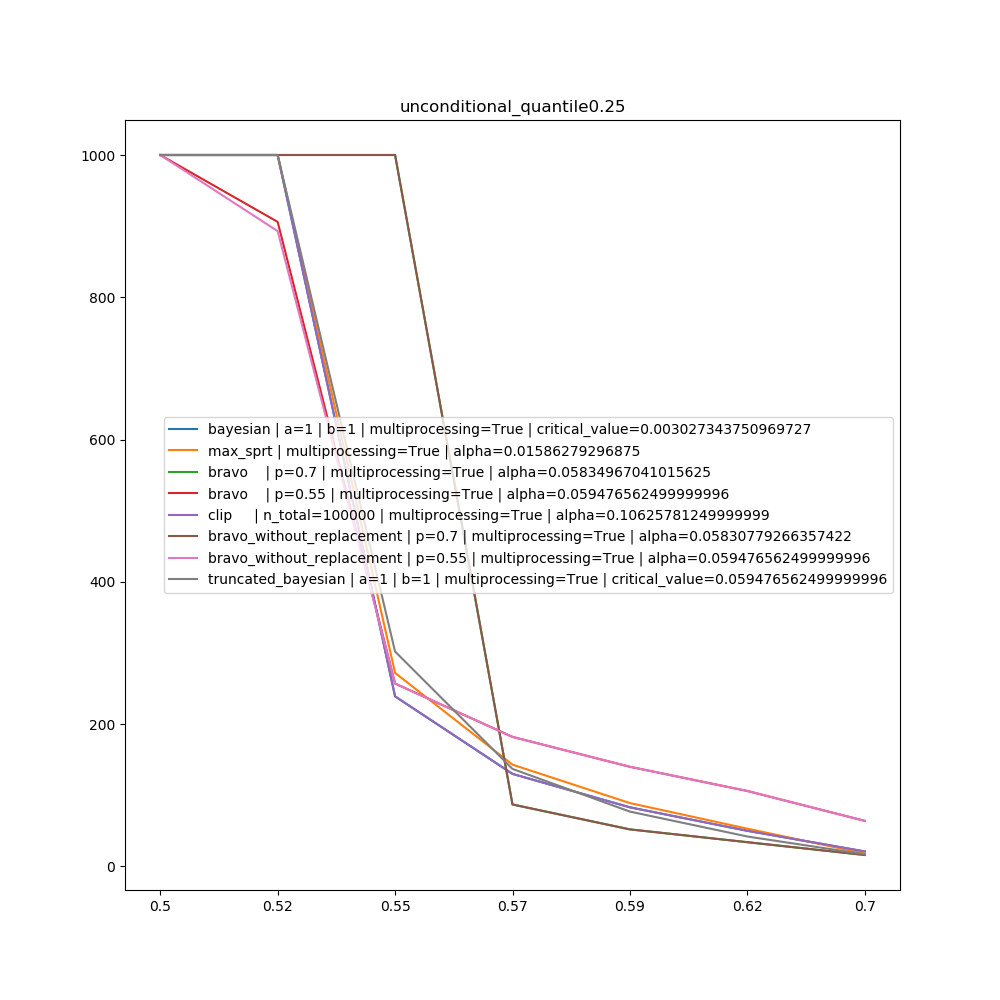 unconditional_quantile0.25
1000
800
600
400
200
0
bayesian | a=1 | b=1 | multiprocessing=True | critical_value=0.003027343750969727
max_sprt | multiprocessing=True | alpha=0.01586279296875
bravo    | p=0.7 | multiprocessing=True | alpha=0.05834967041015625
bravo    | p=0.55 | multiprocessing=True | alpha=0.059476562499999996
clip     | n_total=100000 | multiprocessing=True | alpha=0.10625781249999999
bravo_without_replacement | p=0.7 | multiprocessing=True | alpha=0.05830779266357422
bravo_without_replacement | p=0.55 | multiprocessing=True | alpha=0.059476562499999996
truncated_bayesian | a=1 | b=1 | multiprocessing=True | critical_value=0.059476562499999996
0.5 0.52 0.55 0.57 0.59 0.62 0.7